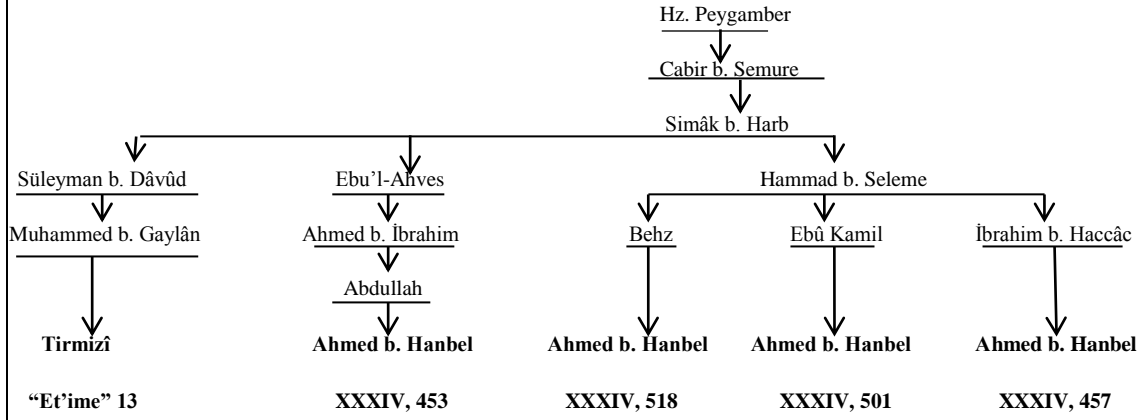 Hz. Peygamber
Cabir b. Semure
Simâk b. Harb
Süleyman b. Dâvûd Ebu’l-Ahves Hammad b. Seleme
Muhammed b. Gaylân Ahmed b. İbrahim Behz Ebû Kamil İbrahim b. Haccâc
Abdullah
Tirmizî Ahmed b. Hanbel Ahmed b. Hanbel Ahmed b. Hanbel Ahmed b. Hanbel
“Et’ime” 13 XXXIV, 453 XXXIV, 518 XXXIV, 501 XXXIV, 457